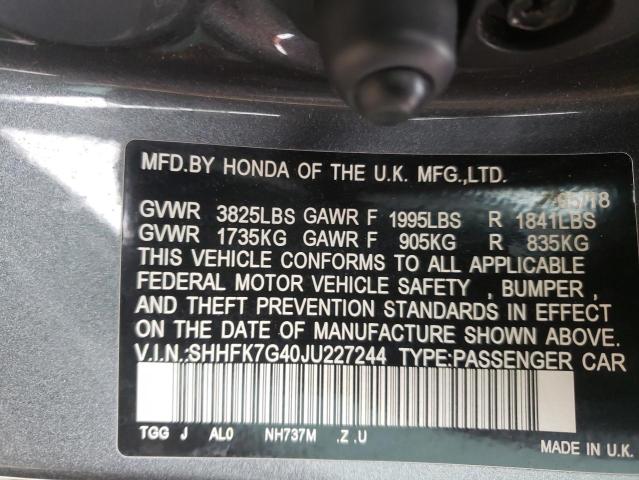 MFD.BY HONDA OF THE U.K. MFG.,LTD.
05/18
GVWR 3825LBS GAWR F 1995LBS R 1841LBS
GVWR 1735KG GAWR F 905KG R 835KG
THIS VEHICLE CONFORMS TO ALL APPLICABLE
FEDERAL MOTOR VEHICLE SAFETY , BUMPER ,
AND THEFT PREVENTION STANDARDS IN EFFECT
ON THE DATE OF MANUFACTURE SHOWN ABOVE.
V.I.N.:SHHFK7G40JU227244 TYPE:PASSENGER CAR
TGG J AL0 NH737M .Z .U
MADE IN U.K.